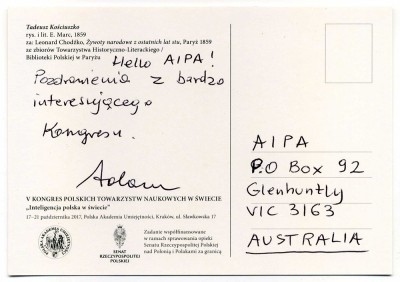 Tadeusz Kościuszko
rys. i lit. E. Marc, 1859
za: Leonard Chodźko, Żywoty narodowe z ostatnich lat stu, Paryż 1859
ze zbiorów Towarzystwa Historyczno-Literackiego /
Biblioteki Polskiej w Paryżu
Hello AIPA!
Pozdrowienia z bardzo
interesującego
Kongresu.
Adam
V KONGRES POLSKICH TOWARZYSTW NAUKOWYCH W ŚWIECIE
„Inteligencja polska w świecie”
17–21 października 2017, Polska Akademia Umiejętności, Kraków, ul. Sławkowska 17
SENAT
RZECZYPOSPOLITEJ
POLSKIEJ
Zadanie współfinansowane
w ramach sprawowania opieki
Senatu Rzeczypospolitej Polskiej
nad Polonią i Polakami za granicą.
AIPA
P.O Box 92
Glenhuntly
VIC 3163
AUSTRALIA